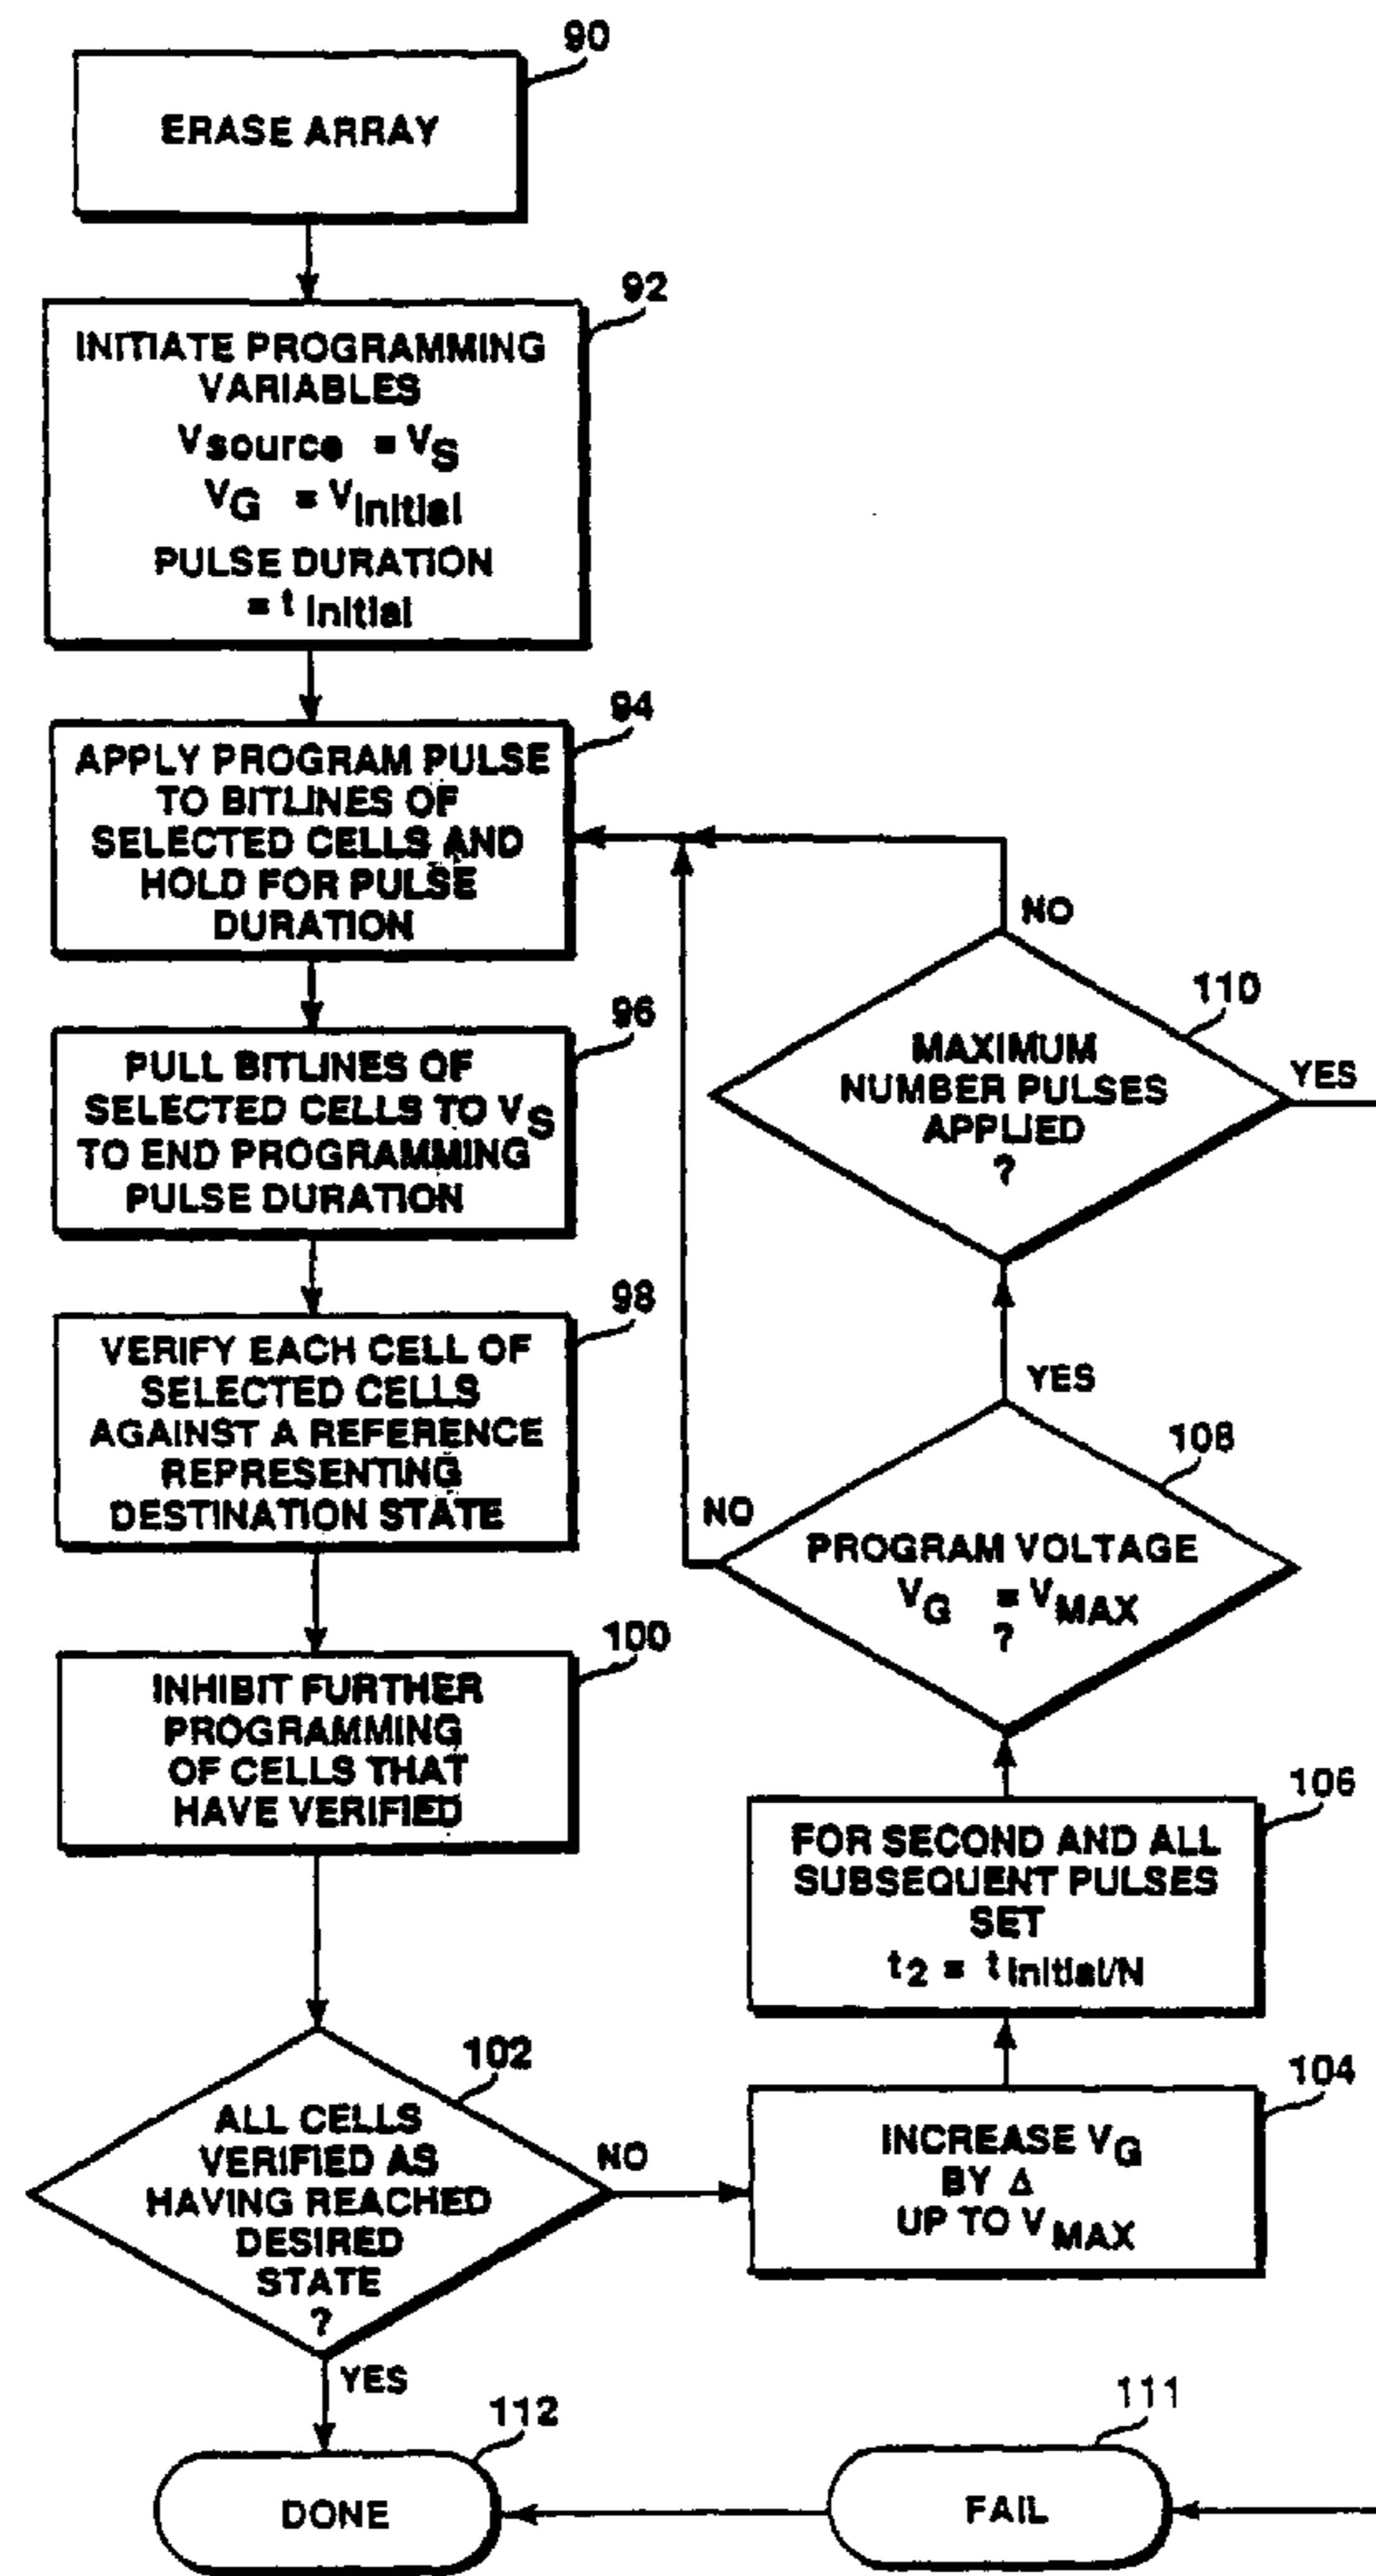 90
ERASE ARRAY
92
INITIATE PROGRAMMING
VARIABLES
Vsource = VS
VG = VInitial
PULSE DURATION
= t Initial
94
APPLY PROGRAM PULSE
TO BITLINES OF
SELECTED CELLS AND
HOLD FOR PULSE
DURATION
96
PULL BITLINES OF
SELECTED CELLS TO VS
TO END PROGRAMMING
PULSE DURATION
98
VERIFY EACH CELL OF
SELECTED CELLS
AGAINST A REFERENCE
REPRESENTING
DESTINATION STATE
100
INHIBIT FURTHER
PROGRAMMING
OF CELLS THAT
HAVE VERIFIED
102
ALL CELLS
VERIFIED AS
HAVING REACHED
DESIRED
STATE
?
NO
YES
104
INCREASE VG
BY Δ
UP TO VMAX
106
FOR SECOND AND ALL
SUBSEQUENT PULSES
SET
t2 = tInitial/N
108
PROGRAM VOLTAGE
VG = VMAX
?
NO
YES
110
MAXIMUM
NUMBER PULSES
APPLIED
?
NO
YES
111
FAIL
112
DONE